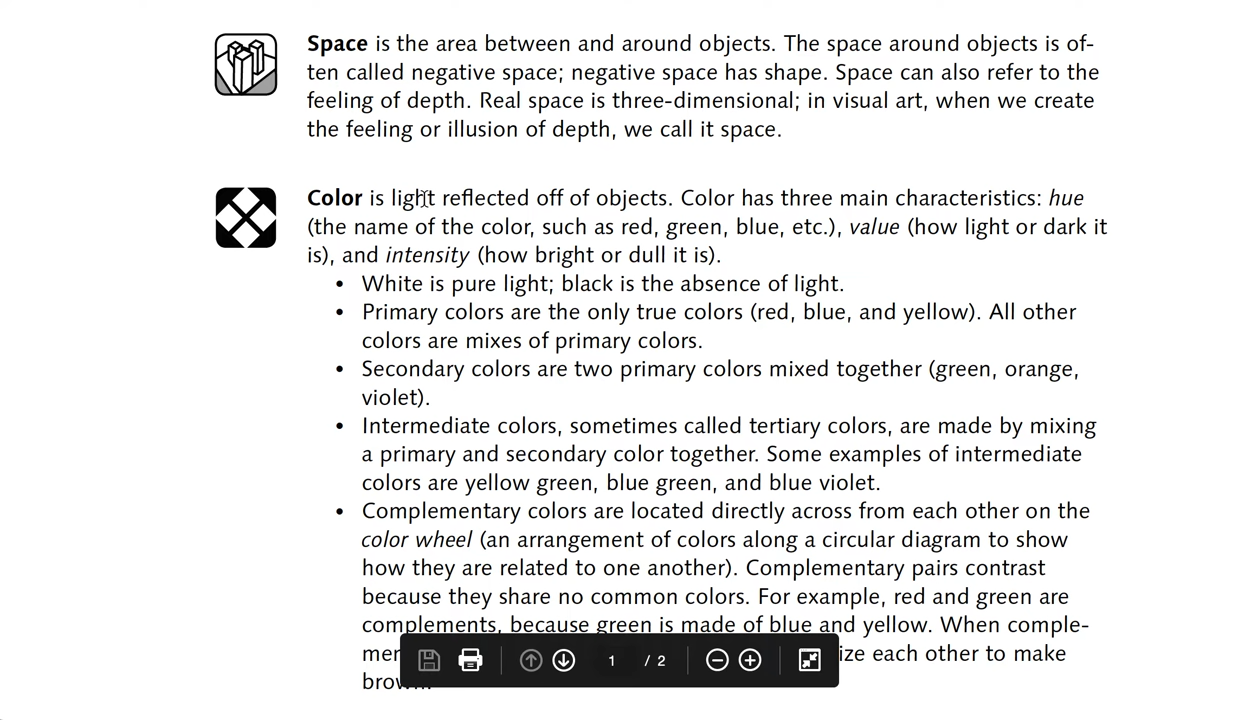 Space is the area between and around objects. The space around objects is of-
ten called negative space; negative space has shape. Space can also refer to the
feeling of depth. Real space is three-dimensional; in visual art, when we create
the feeling or illusion of depth, we call it space.
Color is light reflected off of objects. Color has three main characteristics: hue
(the name of the color, such as red, green, blue, etc.), value (how light or dark it
is), and intensity (how bright or dull it is).
• White is pure light; black is the absence of light.
• Primary colors are the only true colors (red, blue, and yellow). All other
colors are mixes of primary colors.
• Secondary colors are two primary colors mixed together (green, orange,
violet).
• Intermediate colors, sometimes called tertiary colors, are made by mixing
a primary and secondary color together. Some examples of intermediate
colors are yellow green, blue green, and blue violet.
• Complementary colors are located directly across from each other on the
color wheel (an arrangement of colors along a circular diagram to show
how they are related to one another). Complementary pairs contrast
because they share no common colors. For example, red and green are
complements, because green is made of blue and yellow. When comple-
men ize each other to make
brown.
1 / 2